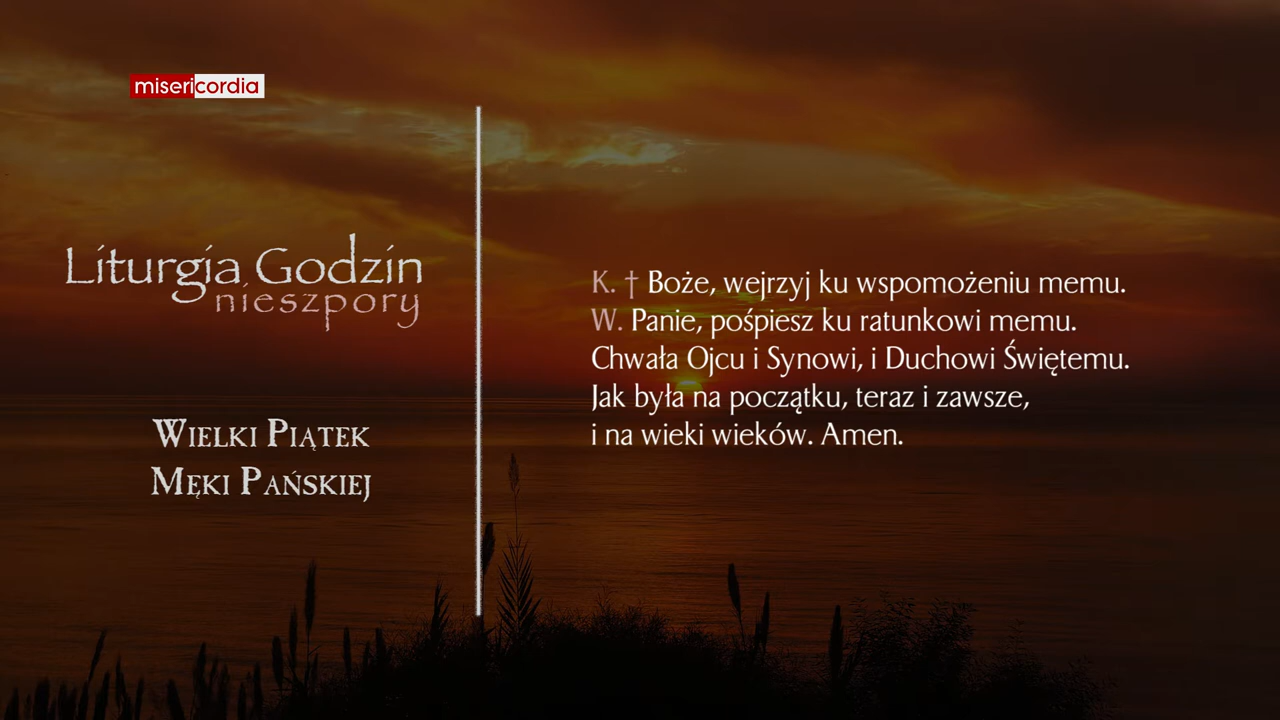 misericordia
Liturgia Godzin
nieszpory
Wielki Piątek
Męki Pańskiej
K. † Boże, wejrzyj ku wspomożeniu memu.
W. Panie, pośpiesz ku ratunkowi memu.
Chwała Ojcu i Synowi, i Duchowi Świętemu.
Jak była na początku, teraz i zawsze,
i na wieki wieków. Amen.